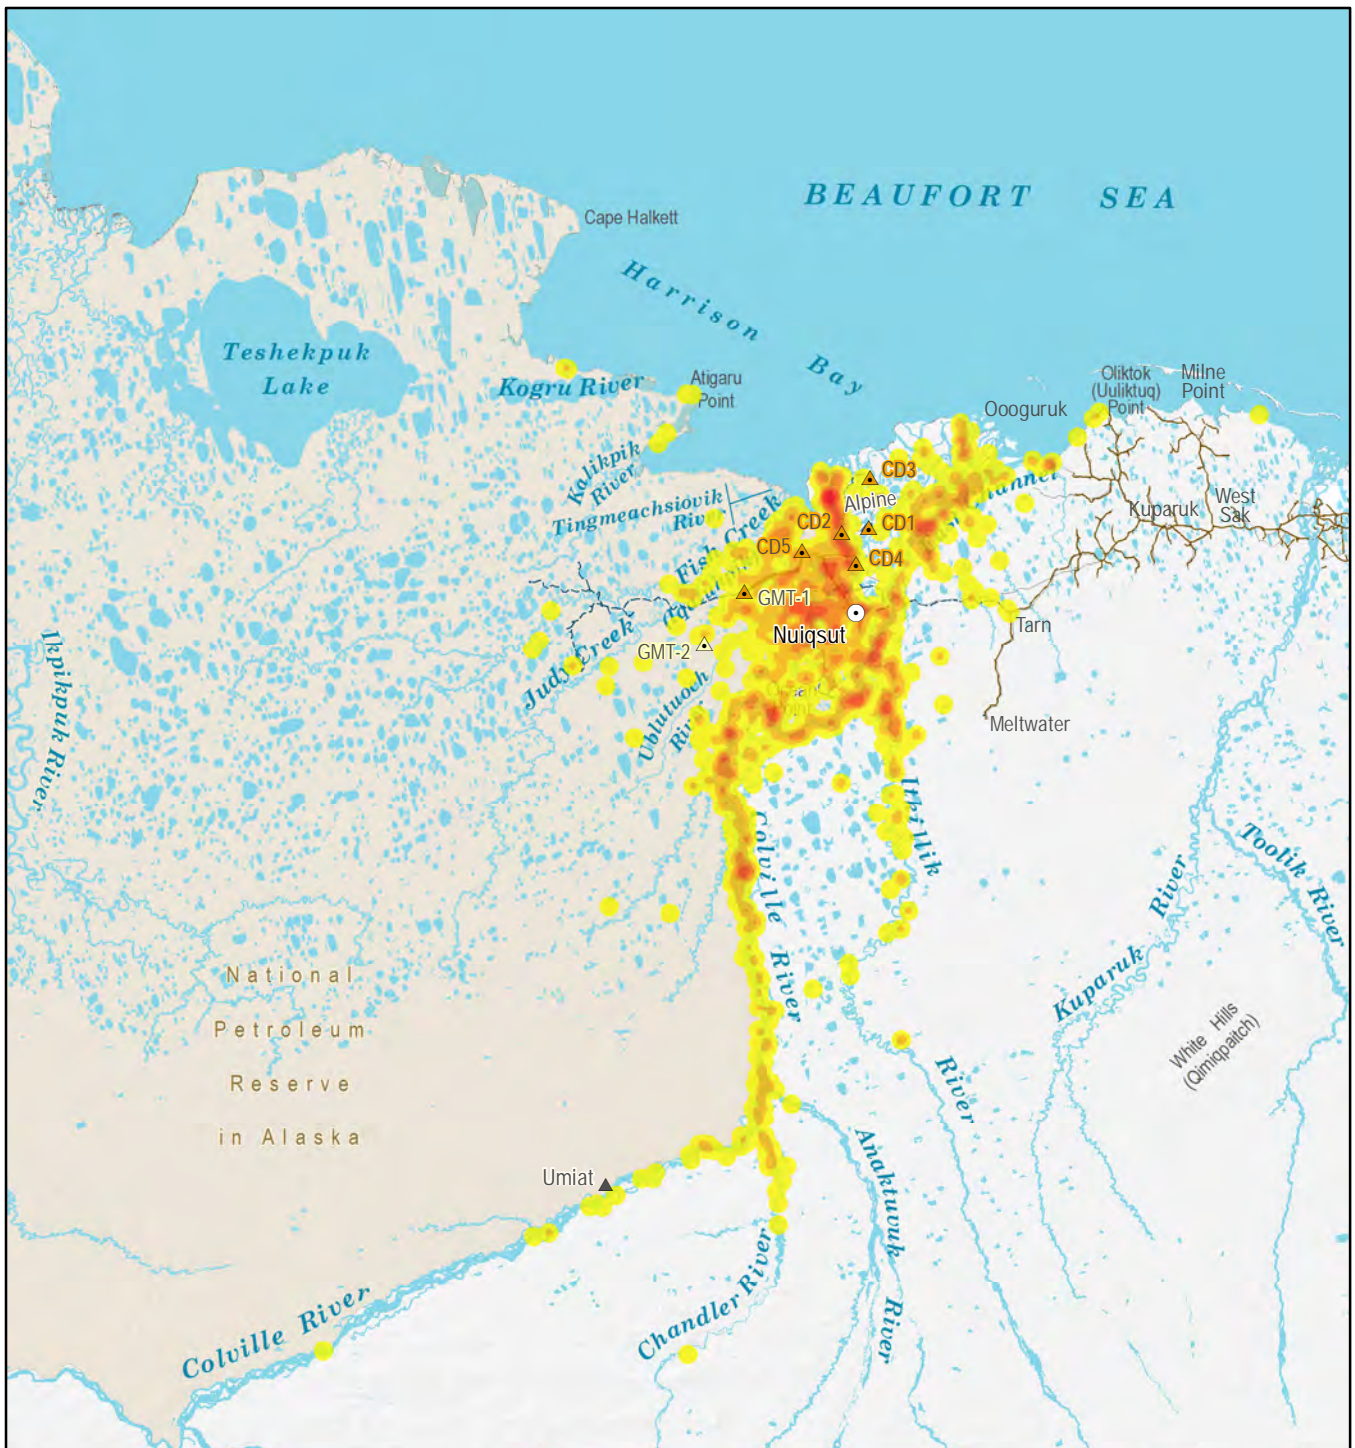 BEAUFORT SEA
Cape Halkett
Harrison
Bay
Teshekpuk
Lake
Kogru River
Atigaru
Point
Oliktok
(Uuliktuq)
Point
Milne
Point
Oooguruk
Kalikpik
River
Tingmeachsiovik
River
Fish Creek
CD3
Alpine
CD2
CD1
CD5
CD4
Kuparuk
West
Sak
GMT-1
Nuiqsut
Tarn
GMT-2
Judy Creek
Ublutuoch
River
Meltwater
Ikpikpuk River
Itkillik
River
Colville River
Toolik River
Kuparuk River
White Hills
(Qimiqpaitch)
National
Petroleum
Reserve
in Alaska
Umiat
Anaktuvuk
River
Chandler River
Colville River